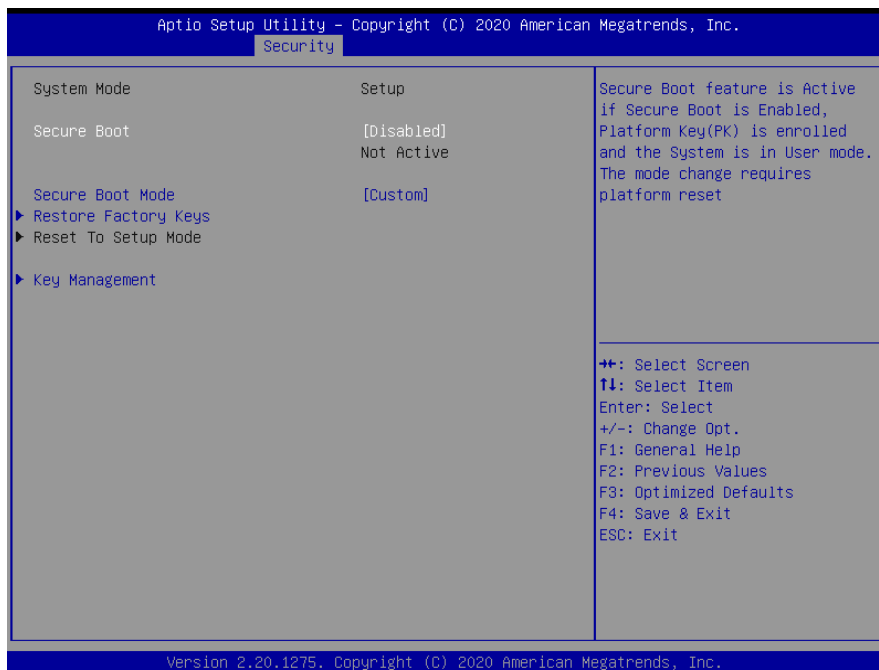 Aptio Setup Utility – Copyright (C) 2020 American Megatrends, Inc.
Security
System Mode Setup
Secure Boot [Disabled]
Not Active
Secure Boot Mode [Custom]
Restore Factory Keys
Reset To Setup Mode
Key Management
Secure Boot feature is Active
if Secure Boot is Enabled,
Platform Key(PK) is enrolled
and the System is in User mode.
The mode change requires
platform reset
→←: Select Screen
↑↓: Select Item
Enter: Select
+/-: Change Opt.
F1: General Help
F2: Previous Values
F3: Optimized Defaults
F4: Save & Exit
ESC: Exit
Version 2.20.1275. Copyright (C) 2020 American Megatrends, Inc.